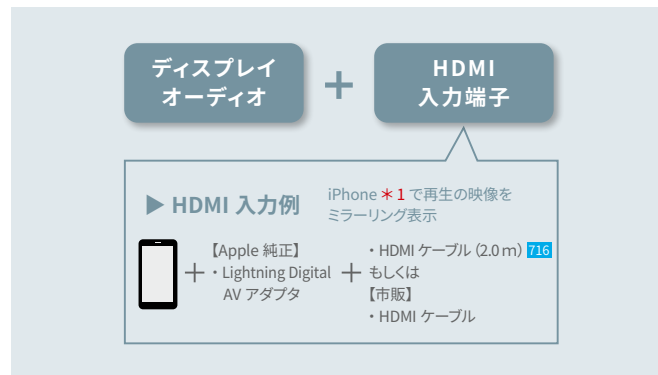 ディスプレイ
オーディオ
+
HDMI
入力端子
▶ HDMI 入力例
iPhone ＊1 で再生の映像を
ミラーリング表示
+
【Apple 純正】
・Lightning Digital
AV アダプタ
+
・HDMI ケーブル（2.0m） 716
もしくは
【市販】
・HDMI ケーブル